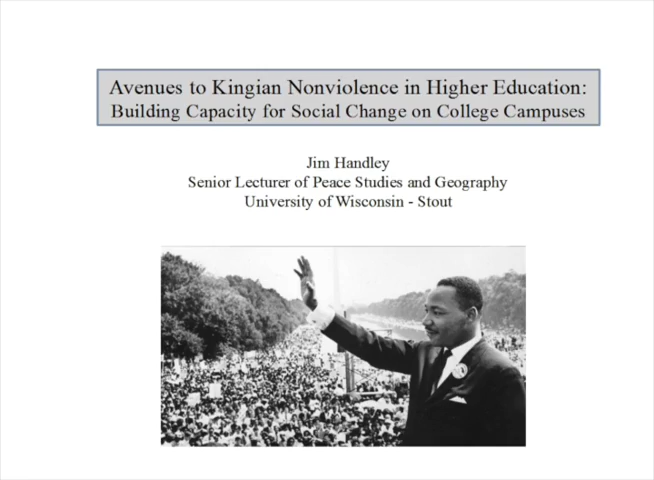 Avenues to Kingian Nonviolence in Higher Education:
Building Capacity for Social Change on College Campuses
Jim Handley
Senior Lecturer of Peace Studies and Geography
University of Wisconsin - Stout